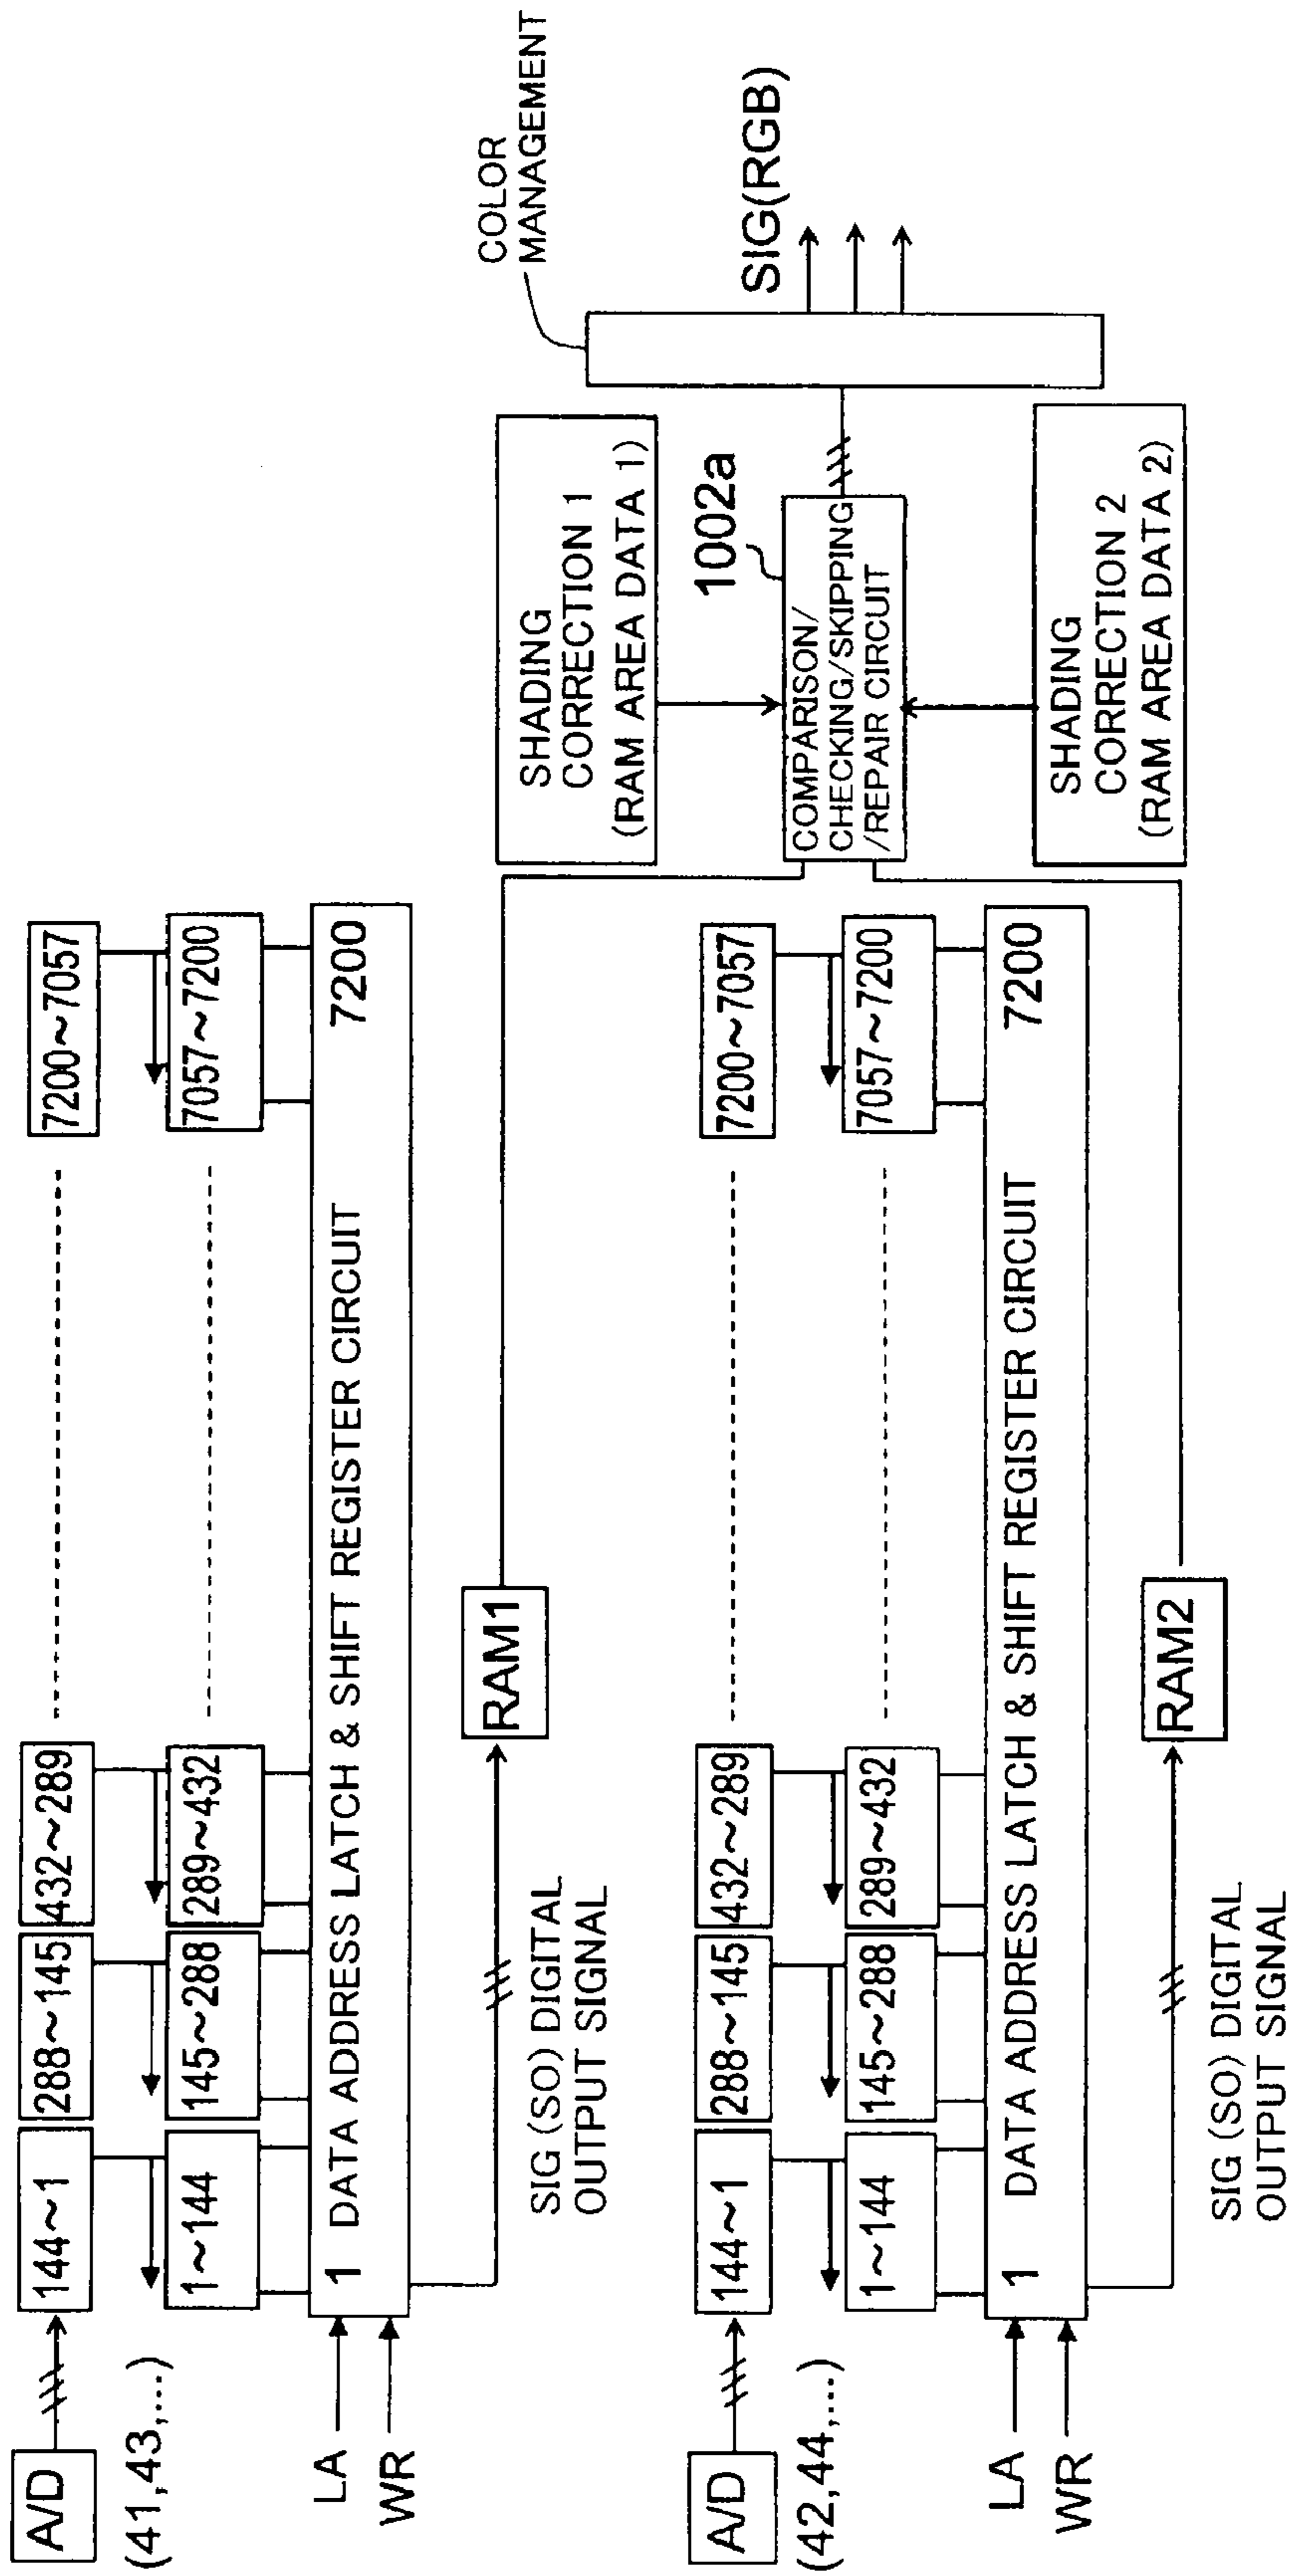 A/D
144~1
288~145
432~289
7200~7057
(41,43,....)
1~144
145~288
289~432
7057~7200
LA
WR
1 DATA ADDRESS LATCH & SHIFT REGISTER CIRCUIT 7200
SIG (SO) DIGITAL
OUTPUT SIGNAL
RAM1
COLOR
MANAGEMENT
SHADING
CORRECTION 1
(RAM AREA DATA 1)
1002a
COMPARISON/
CHECKING/SKIPPING
/REPAIR CIRCUIT
SIG(RGB)
SHADING
CORRECTION 2
(RAM AREA DATA 2)
A/D
144~1
288~145
432~289
7200~7057
(42,44,....)
1~144
145~288
289~432
7057~7200
LA
WR
1 DATA ADDRESS LATCH & SHIFT REGISTER CIRCUIT 7200
SIG (SO) DIGITAL
OUTPUT SIGNAL
RAM2